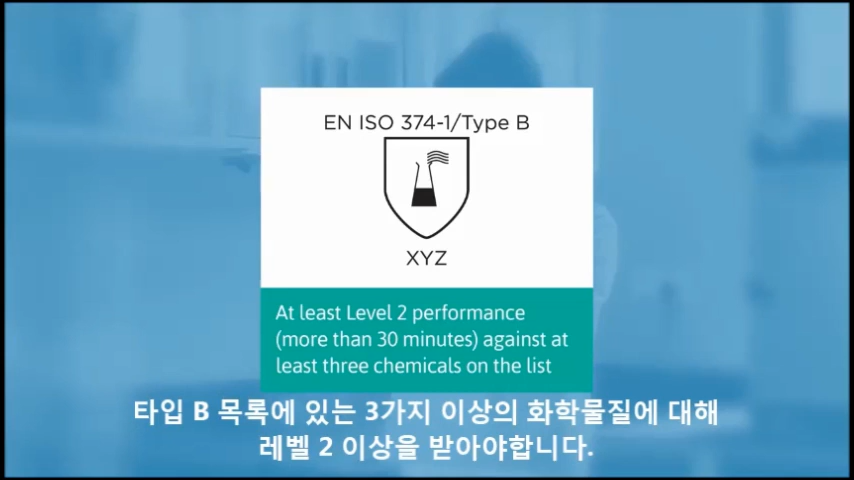 EN ISO 374-1/Type B
XYZ
At least Level 2 performance
(more than 30 minutes) against at
least three chemicals on the list
타입 B 목록에 있는 3가지 이상의 화학물질에 대해
레벨 2 이상을 받아야합니다.